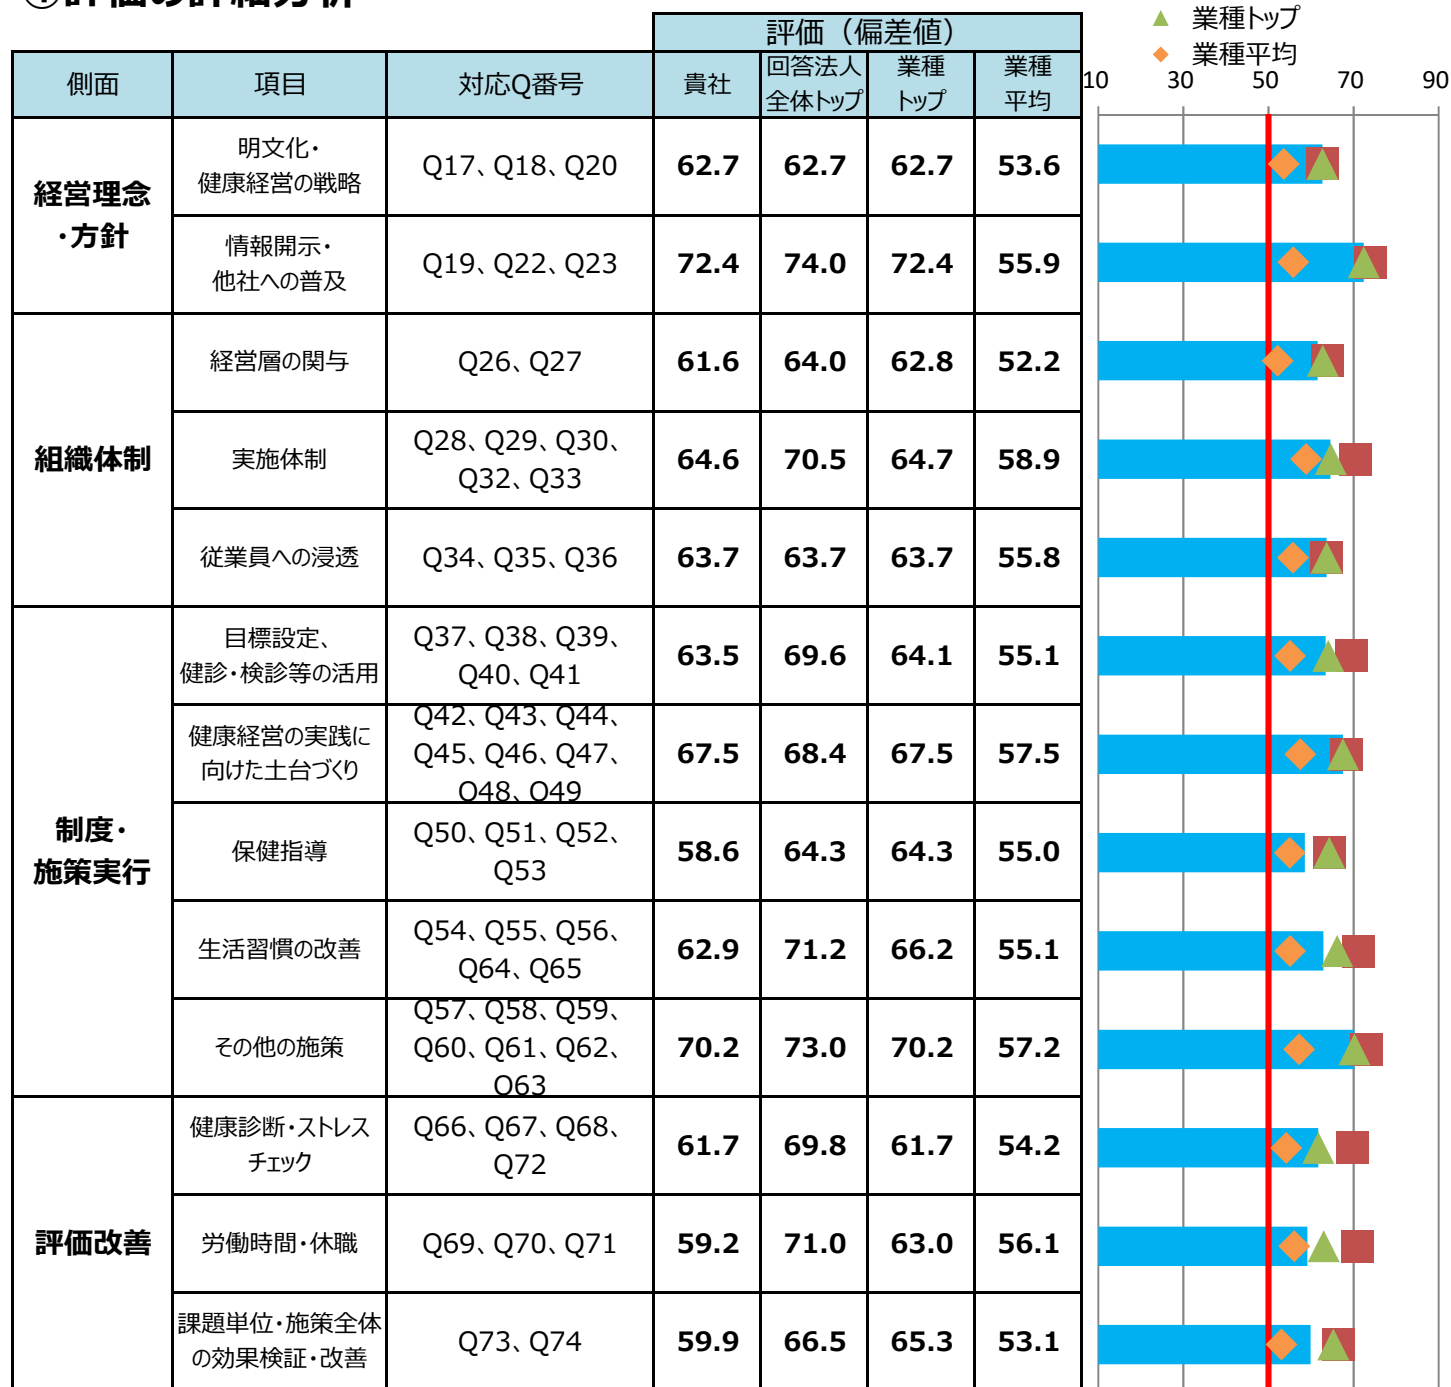 ①評価の詳細分析
▲ 業種トップ
◆ 業種平均
評価（偏差値）
側面 項目 対応Q番号 貴社 回答法人全体トップ 業種トップ 業種平均
10 30 50 70 90
経営理念・方針
明文化・健康経営の戦略 Q17、Q18、Q20 62.7 62.7 62.7 53.6
情報開示・他社への普及 Q19、Q22、Q23 72.4 74.0 72.4 55.9
組織体制
経営層の関与 Q26、Q27 61.6 64.0 62.8 52.2
実施体制 Q28、Q29、Q30、Q32、Q33 64.6 70.5 64.7 58.9
従業員への浸透 Q34、Q35、Q36 63.7 63.7 63.7 55.8
制度・施策実行
目標設定、健診・検診等の活用 Q37、Q38、Q39、Q40、Q41 63.5 69.6 64.1 55.1
健康経営の実践に向けた土台づくり Q42、Q43、Q44、Q45、Q46、Q47、Q48、Q49 67.5 68.4 67.5 57.5
保健指導 Q50、Q51、Q52、Q53 58.6 64.3 64.3 55.0
生活習慣の改善 Q54、Q55、Q56、Q64、Q65 62.9 71.2 66.2 55.1
その他の施策 Q57、Q58、Q59、Q60、Q61、Q62、Q63 70.2 73.0 70.2 57.2
評価改善
健康診断・ストレスチェック Q66、Q67、Q68、Q72 61.7 69.8 61.7 54.2
労働時間・休職 Q69、Q70、Q71 59.2 71.0 63.0 56.1
課題単位・施策全体の効果検証・改善 Q73、Q74 59.9 66.5 65.3 53.1